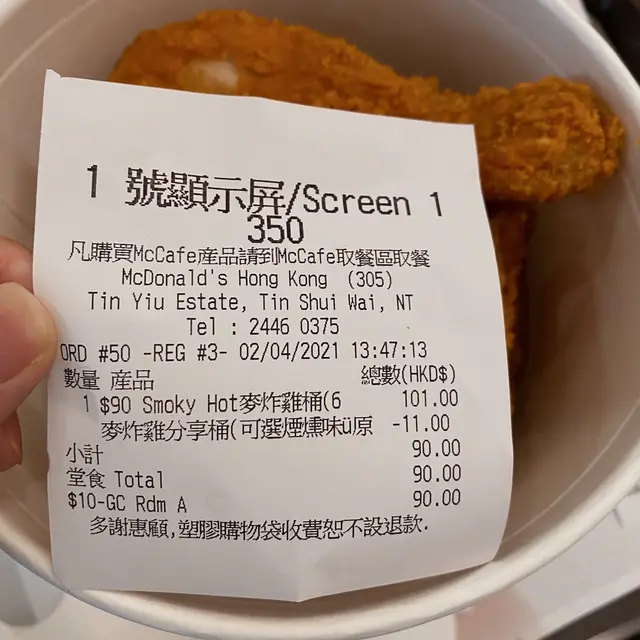 1 號顯示屏/Screen 1
350
凡購買McCafe産品請到McCafe取餐區取餐
McDonald's Hong Kong (305)
Tin Yiu Estate, Tin Shui Wai, NT
Tel : 2446 0375
ORD #50 -REG #3- 02/04/2021 13:47:13
數量 産品 總數(HKD$)
1 $90 Smoky Hot麥炸雞桶(6 101.00
麥炸雞分享桶(可選煙燻味ü原 -11.00
小計 90.00
堂食 Total 90.00
$10-GC Rdm A 90.00
多謝惠顧,塑膠購物袋收費恕不設退款.